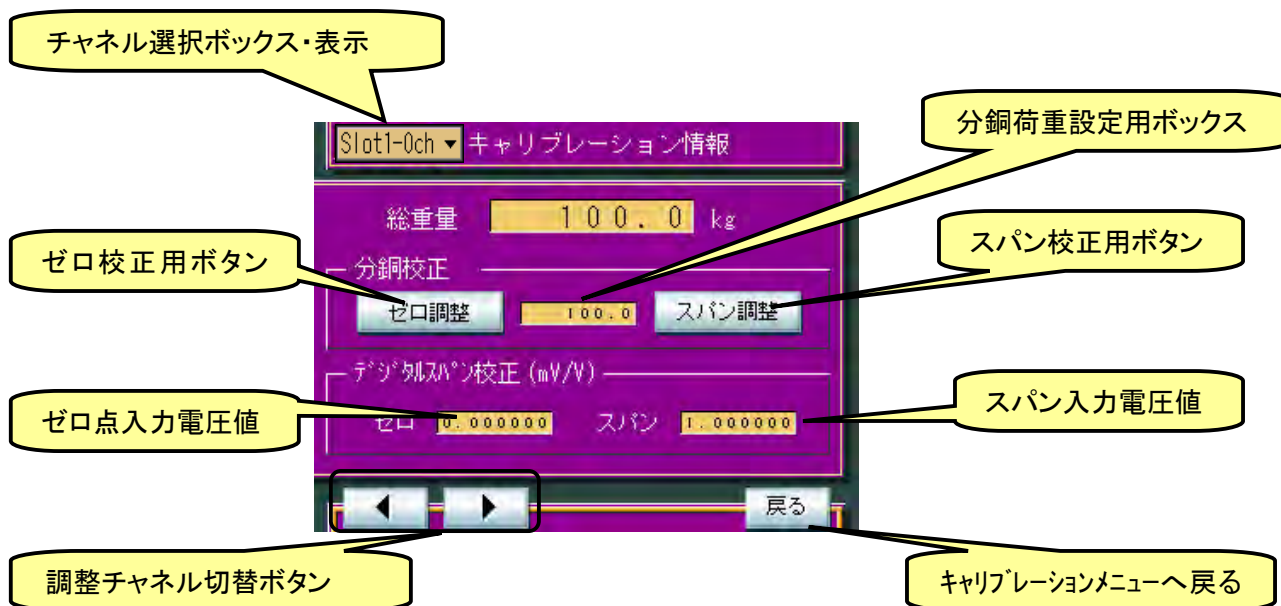 チャネル選択ボックス・表示
分銅荷重設定用ボックス
Slot1-0ch ▼ キャリブレーション情報
総重量 100.0 kg
ゼロ校正用ボタン
スパン校正用ボタン
分銅校正
ゼロ調整 100.0 スパン調整
デジタルスパン校正 (mV/V)
ゼロ点入力電圧値
スパン入力電圧値
ゼロ 0.000000 スパン 1.000000
◀ ▶ 戻る
調整チャネル切替ボタン
キャリブレーションメニューへ戻る